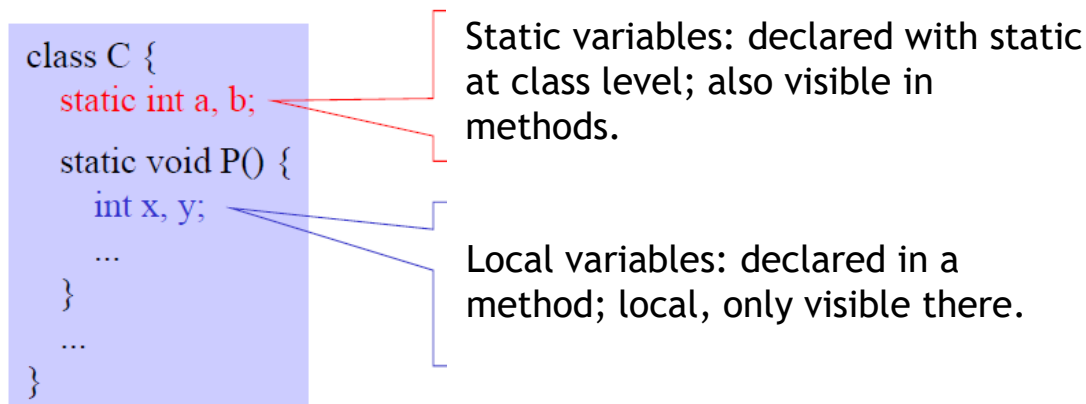 class C {
static int a, b;
static void P() {
int x, y;
...
}
...
}
Static variables: declared with static
at class level; also visible in
methods.
Local variables: declared in a
method; local, only visible there.